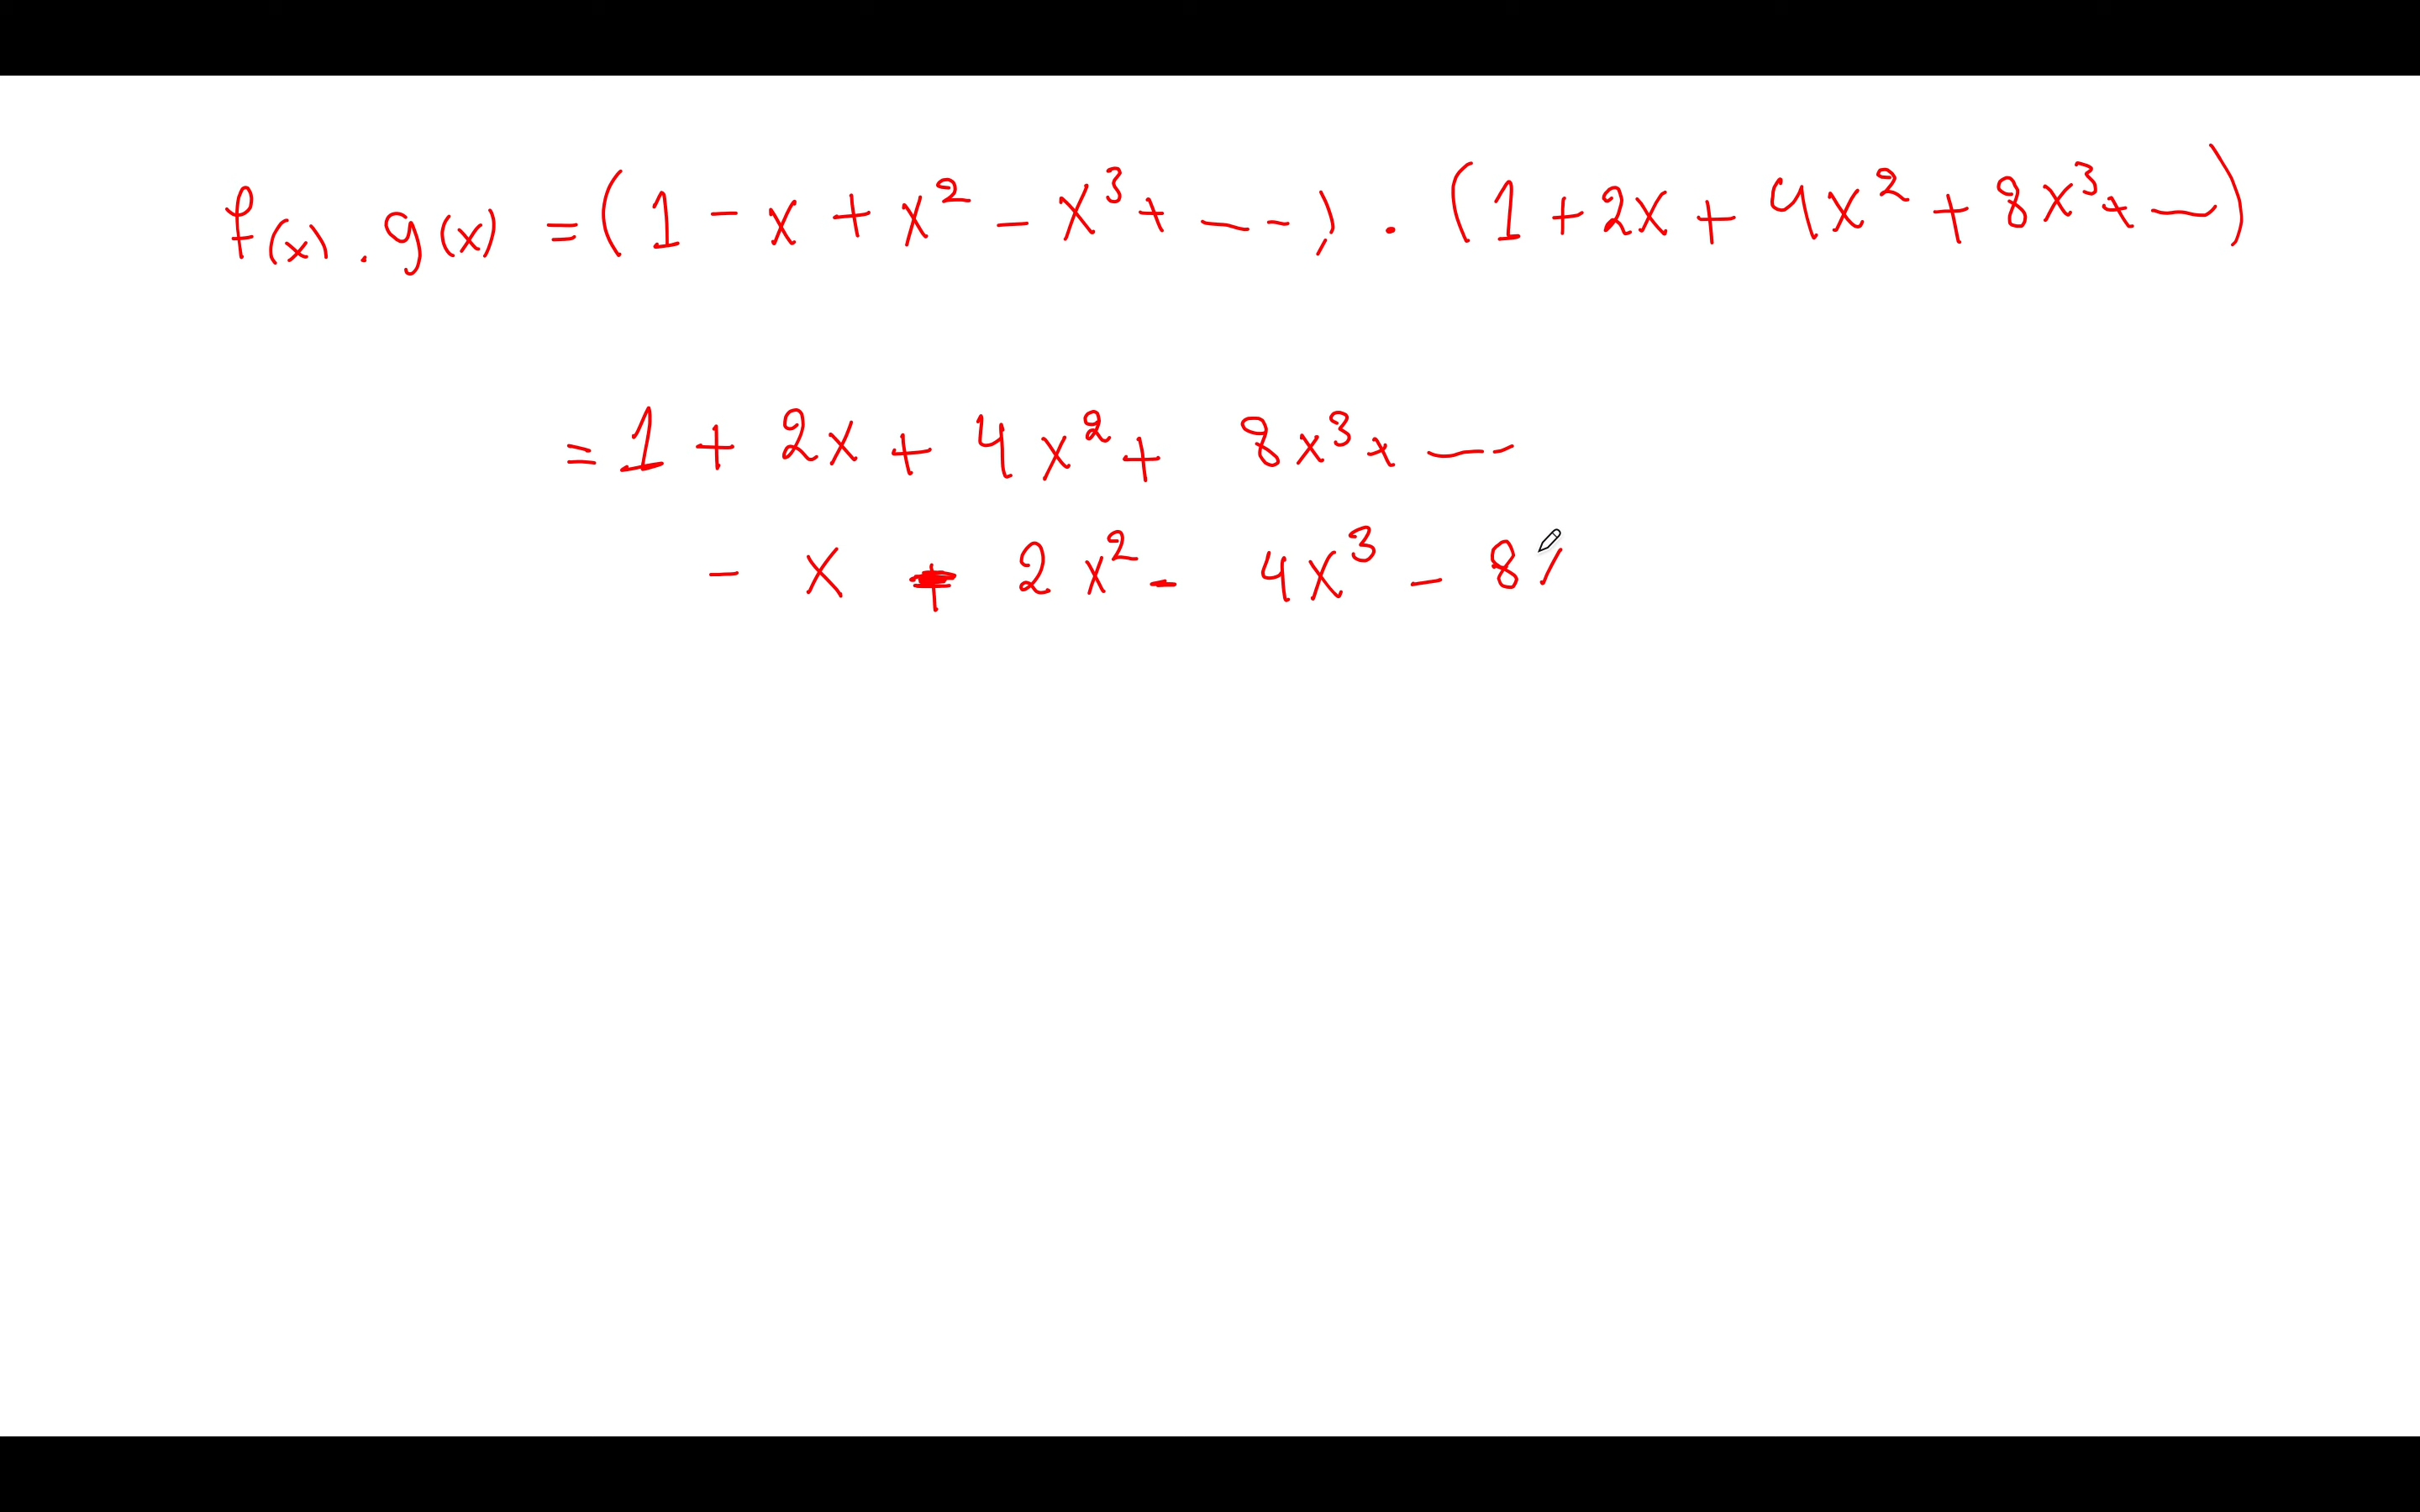 f(x) . g(x) = (1 - x + x² - x³ + ---) . (1 + 2x + 4x² + 8x³ + ---)
= 1 + 2x + 4x² + 8x³ + ---
- x + 2x² - 4x³ - 8